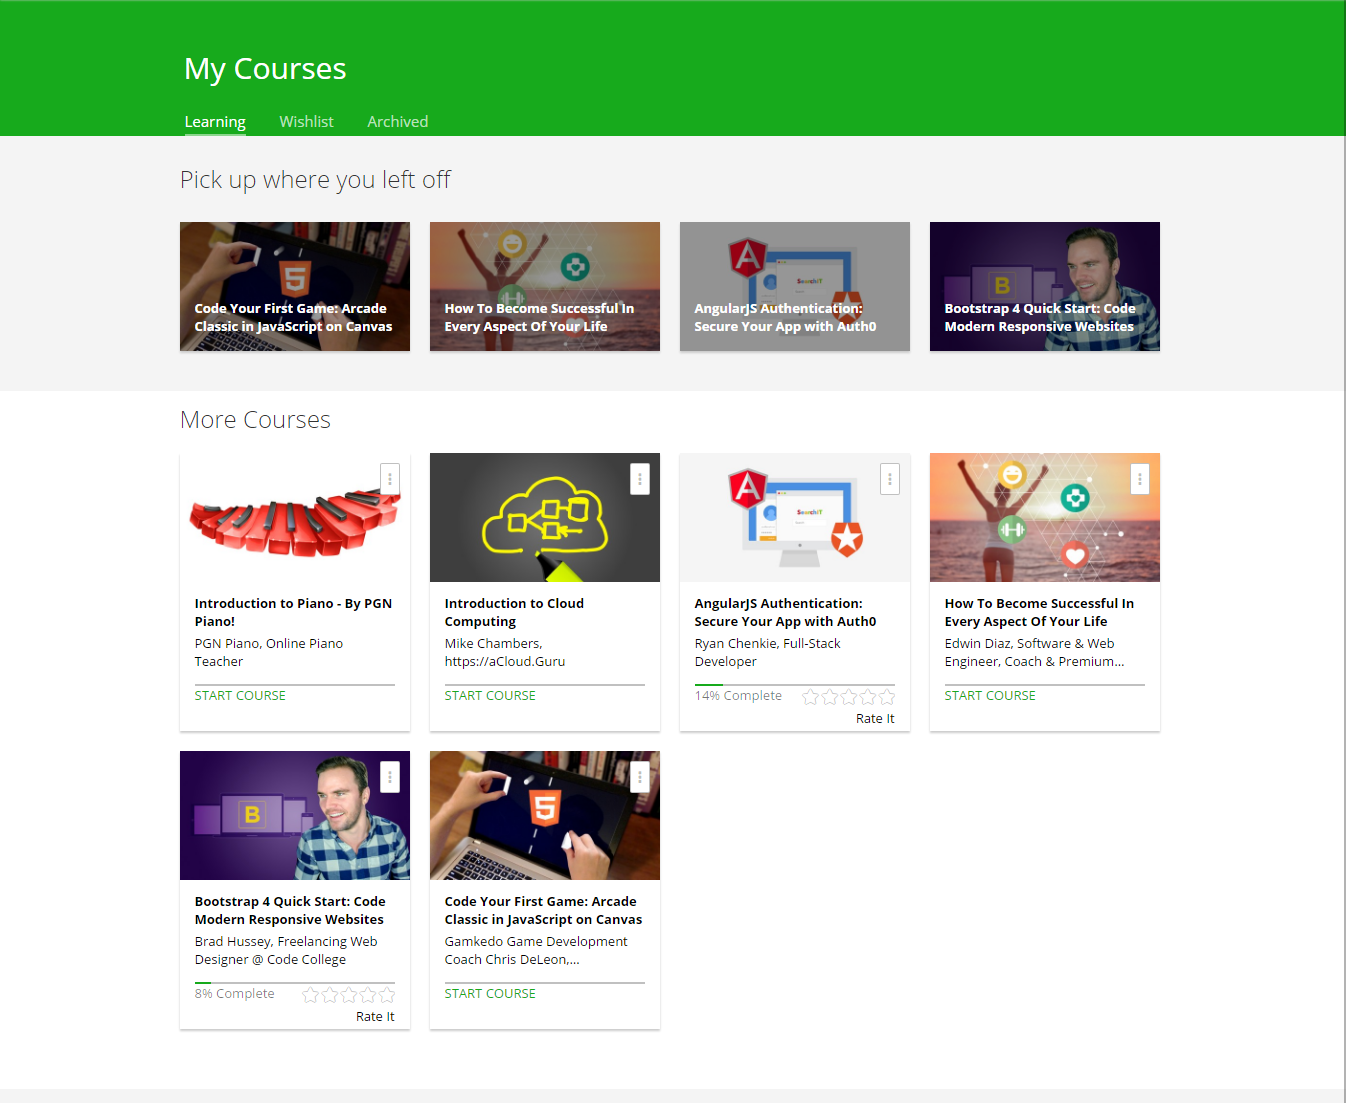 My Courses
Learning Wishlist Archived
Pick up where you left off
Code Your First Game: Arcade
Classic in JavaScript on Canvas
How To Become Successful In
Every Aspect Of Your Life
SearchIT
AngularJS Authentication:
Secure Your App with Auth0
B
Bootstrap 4 Quick Start: Code
Modern Responsive Websites
More Courses
Introduction to Piano - By PGN
Piano!
PGN Piano, Online Piano
Teacher
START COURSE
Introduction to Cloud
Computing
Mike Chambers,
https://aCloud.Guru
START COURSE
SearchIT
AngularJS Authentication:
Secure Your App with Auth0
Ryan Chenkie, Full-Stack
Developer
14% Complete
Rate It
How To Become Successful In
Every Aspect Of Your Life
Edwin Diaz, Software & Web
Engineer, Coach & Premium...
START COURSE
B
Bootstrap 4 Quick Start: Code
Modern Responsive Websites
Brad Hussey, Freelancing Web
Designer @ Code College
8% Complete
Rate It
5
Code Your First Game: Arcade
Classic in JavaScript on Canvas
Gamkedo Game Development
Coach Chris DeLeon,...
START COURSE